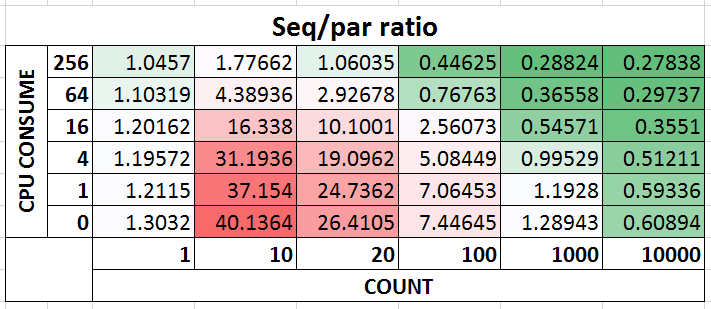 Seq/par ratio
CPU CONSUME
256 1.0457 1.77662 1.06035 0.44625 0.28824 0.27838
64 1.10319 4.38936 2.92678 0.76763 0.36558 0.29737
16 1.20162 16.338 10.1001 2.56073 0.54571 0.3551
4 1.19572 31.1936 19.0962 5.08449 0.99529 0.51211
1 1.2115 37.154 24.7362 7.06453 1.1928 0.59336
0 1.3032 40.1364 26.4105 7.44645 1.28943 0.60894
1 10 20 100 1000 10000
COUNT